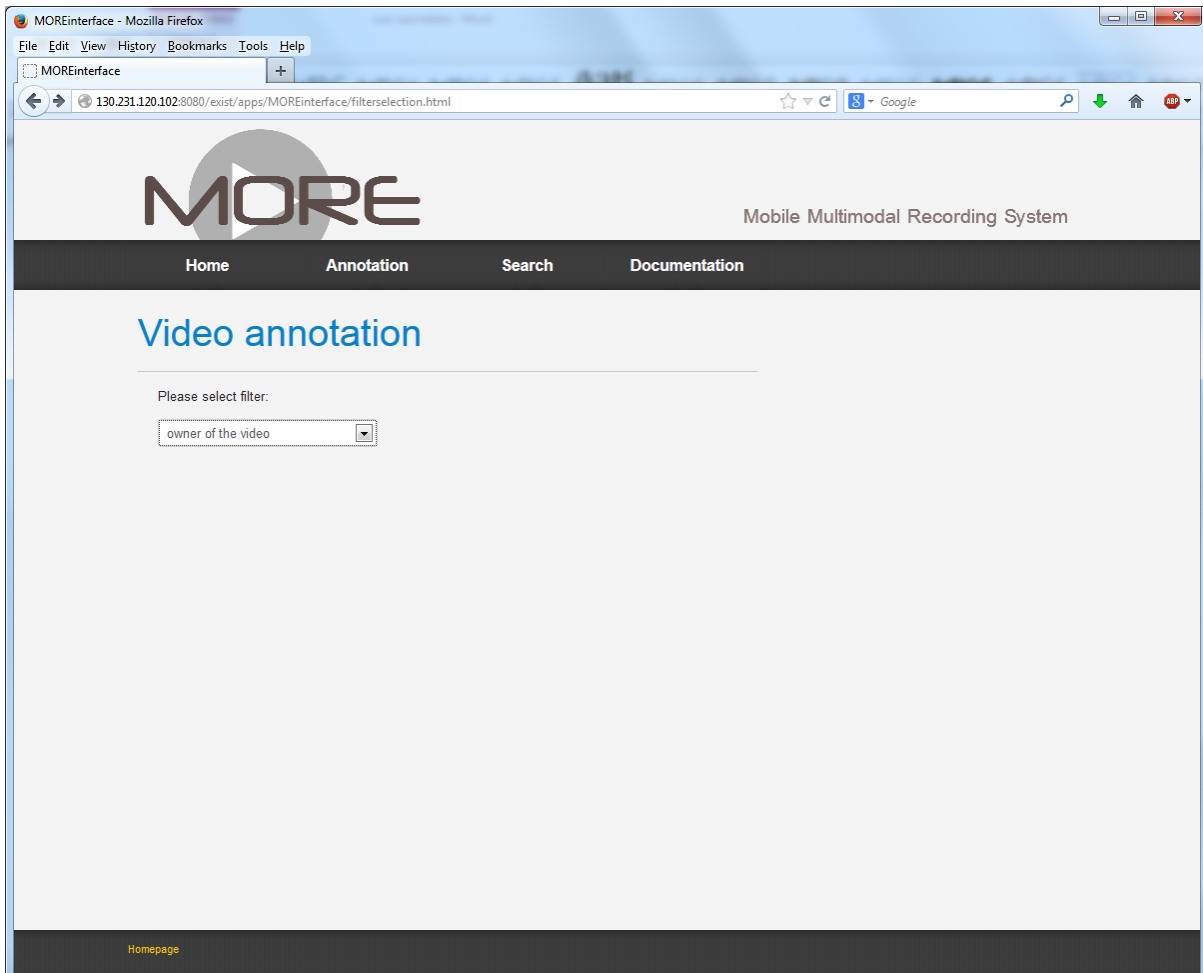 MOREinterface - Mozilla Firefox
File Edit View History Bookmarks Tools Help
MOREinterface +
130.231.120.102:8080/exist/apps/MOREinterface/filterselection.html
8 Google
ABP
MORE
Mobile Multimodal Recording System
Home Annotation Search Documentation
Video annotation
Please select filter:
owner of the video
Homepage